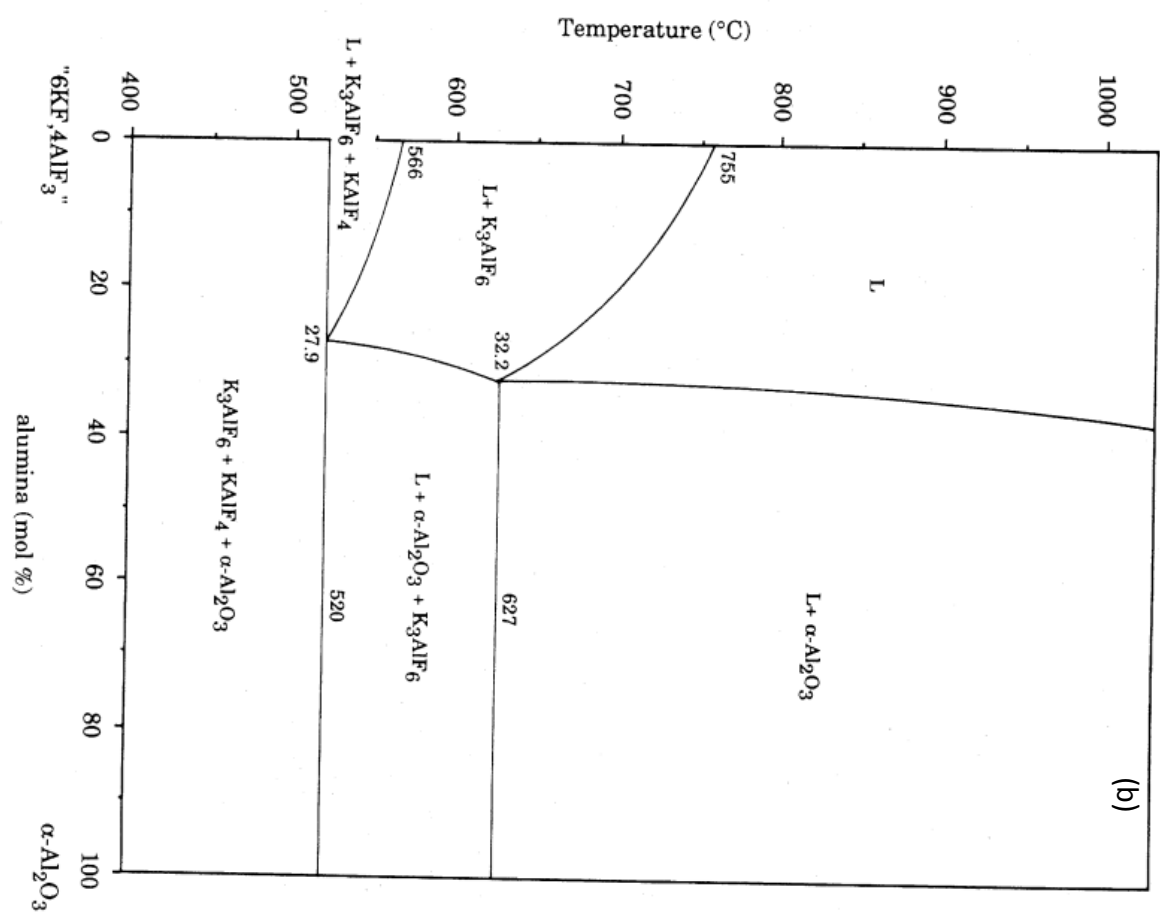 Temperature (°C)
1000
900
800
700
600
500
400
(b)
L
L+ α-Al2O3
755
L+ K3AlF6
32.2
627
566
L + K3AlF6 + KAlF4
L + α-Al2O3 + K3AlF6
27.9
520
K3AlF6 + KAlF4 + α-Al2O3
0
20
40
60
80
100
"6KF,4AlF3"
alumina (mol %)
α-Al2O3